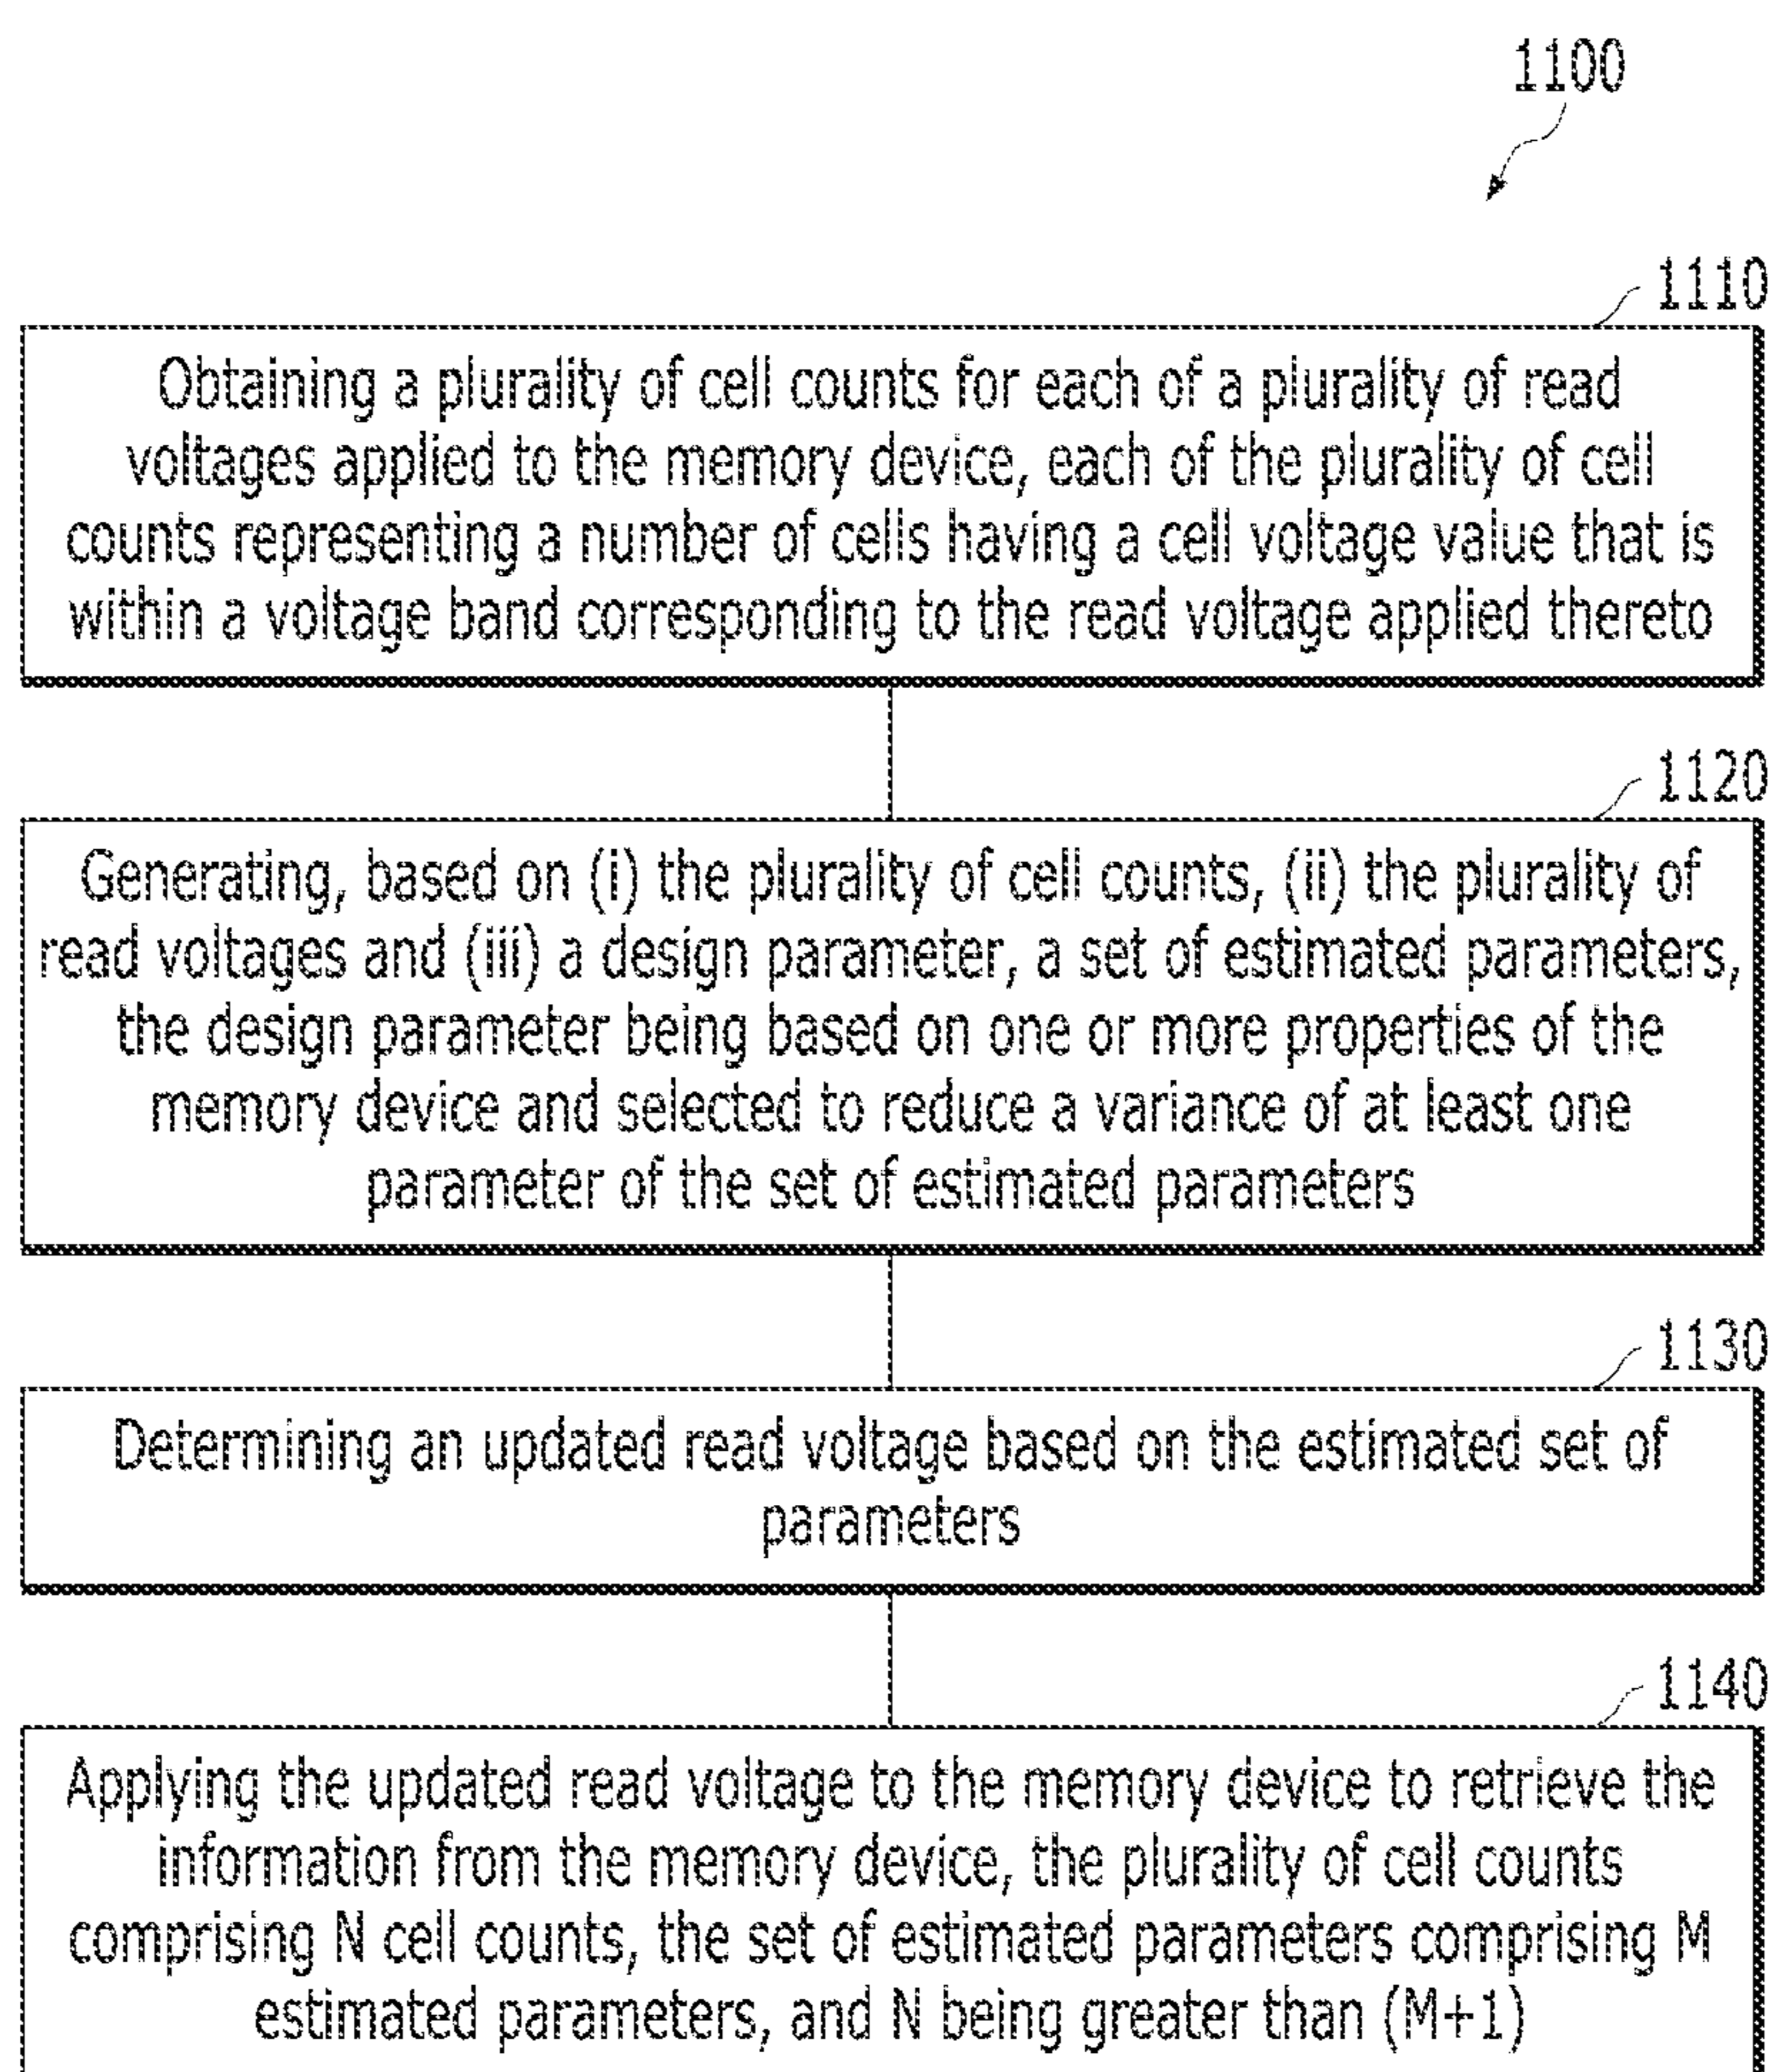 1100
1110
Obtaining a plurality of cell counts for each of a plurality of read
voltages applied to the memory device, each of the plurality of cell
counts representing a number of cells having a cell voltage value that is
within a voltage band corresponding to the read voltage applied thereto
1120
Generating, based on (i) the plurality of cell counts, (ii) the plurality of
read voltages and (iii) a design parameter, a set of estimated parameters,
the design parameter being based on one or more properties of the
memory device and selected to reduce a variance of at least one
parameter of the set of estimated parameters
1130
Determining an updated read voltage based on the estimated set of
parameters
1140
Applying the updated read voltage to the memory device to retrieve the
information from the memory device, the plurality of cell counts
comprising N cell counts, the set of estimated parameters comprising M
estimated parameters, and N being greater than (M+1)